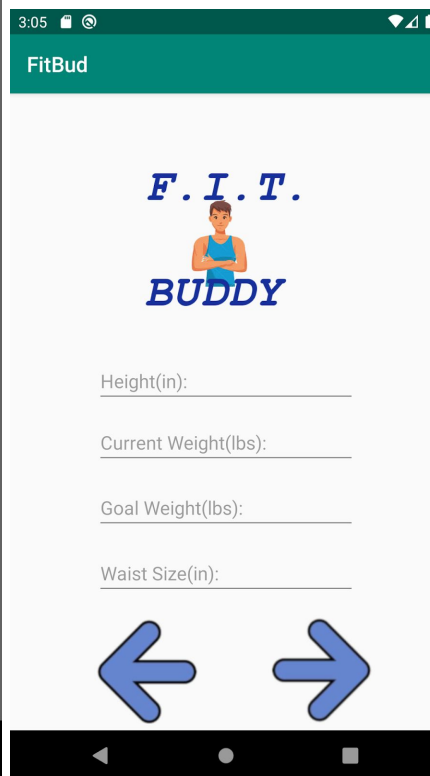 3:05
FitBud
F.I.T.
BUDDY
Height(in):
Current Weight(lbs):
Goal Weight(lbs):
Waist Size(in):